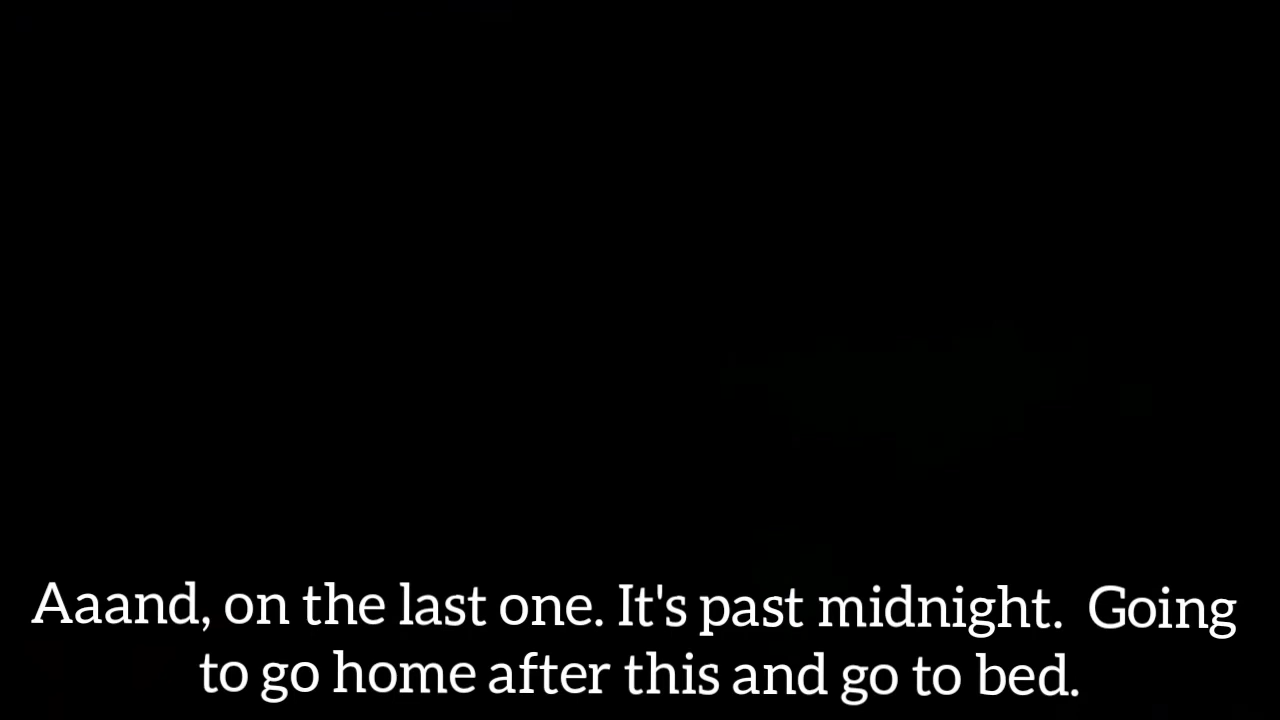 Aaand, on the last one. It's past midnight.  Going
to go home after this and go to bed.